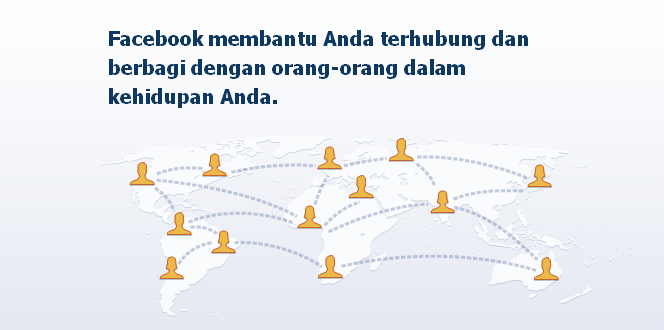 Facebook membantu Anda terhubung dan
berbagi dengan orang-orang dalam
kehidupan Anda.